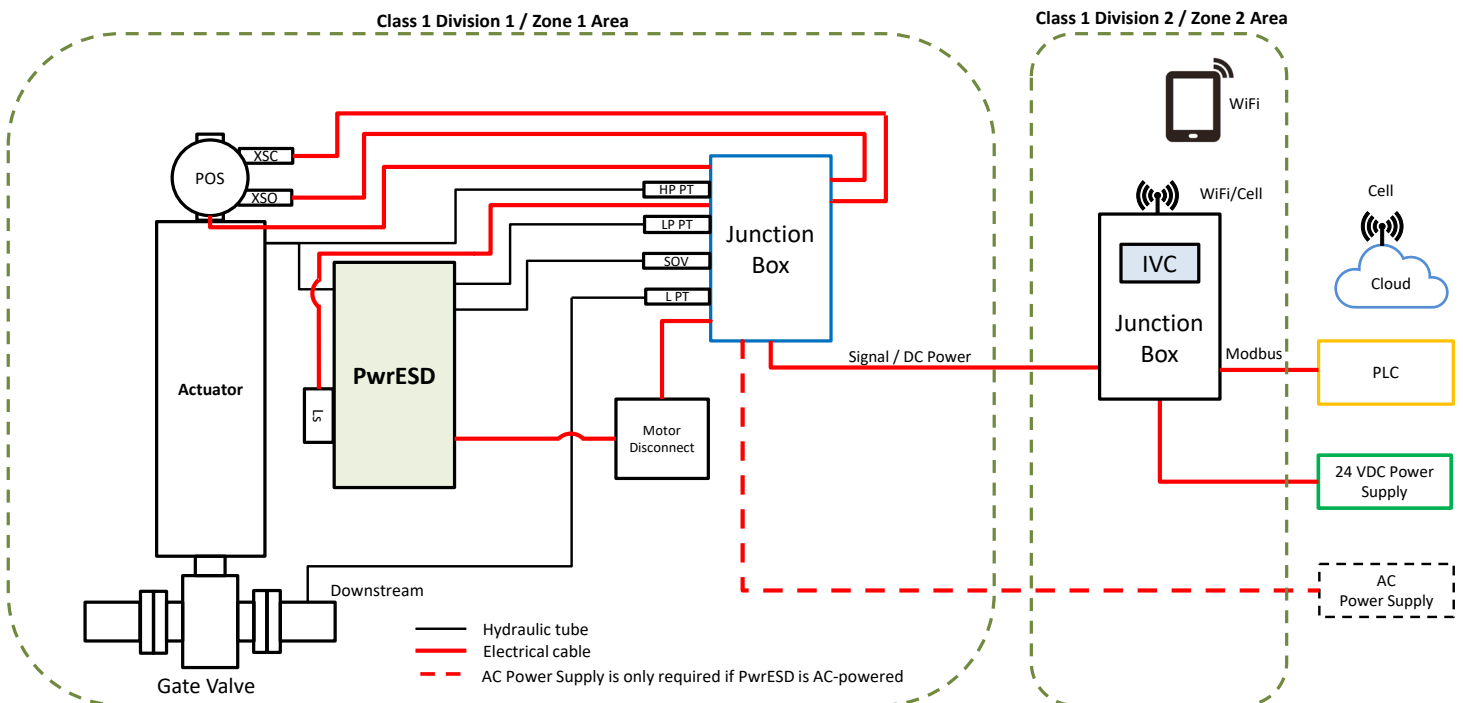 Class 1 Division 1 / Zone 1 Area
Class 1 Division 2 / Zone 2 Area
WiFi
XSC
POS
XSO
HP PT
LP PT
SOV
L PT
Junction
Box
WiFi/Cell
IVC
Junction
Box
Cell
Cloud
Actuator
PwrESD
Ls
Signal / DC Power
Modbus
PLC
Motor
Disconnect
24 VDC Power
Supply
AC
Power Supply
Downstream
Gate Valve
Hydraulic tube
Electrical cable
AC Power Supply is only required if PwrESD is AC-powered